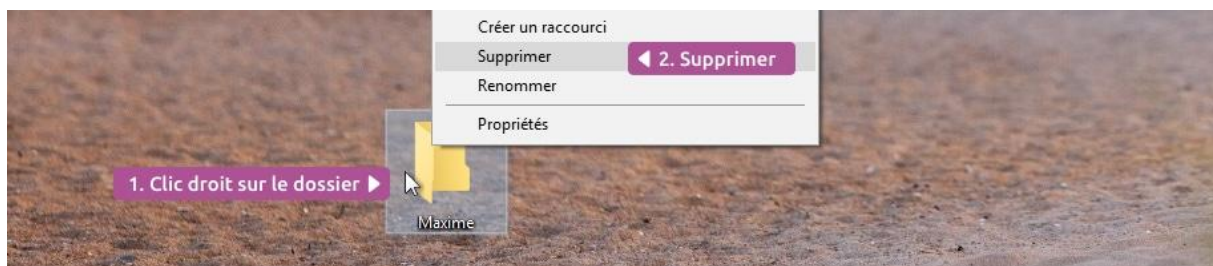 Créer un raccourci
Supprimer
◀ 2. Supprimer
Renommer
Propriétés
1. Clic droit sur le dossier ▶
Maxime